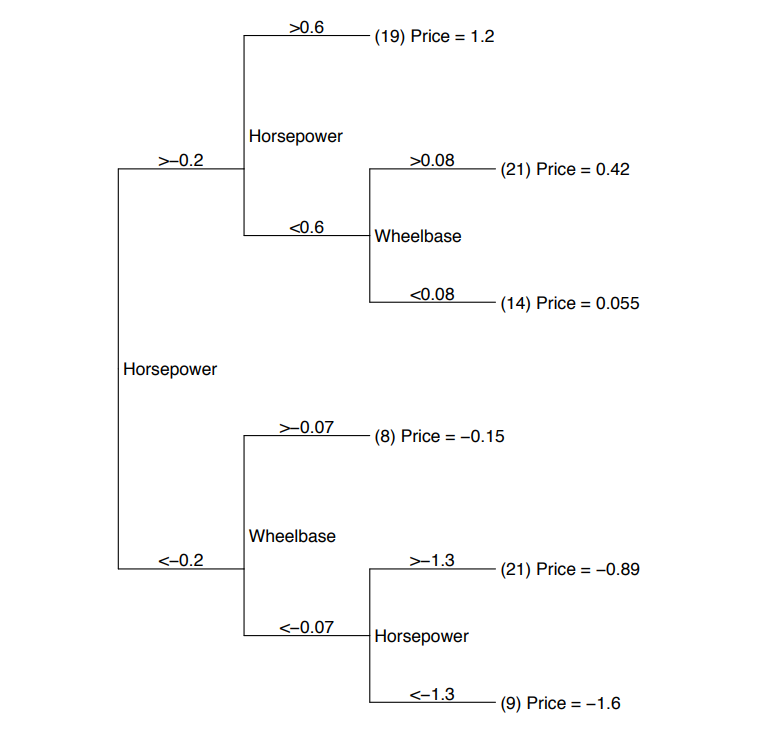 >0.6
(19) Price = 1.2
Horsepower
>−0.2
>0.08
(21) Price = 0.42
<0.6
Wheelbase
<0.08
(14) Price = 0.055
Horsepower
>−0.07
(8) Price = −0.15
Wheelbase
<−0.2
>−1.3
(21) Price = −0.89
<−0.07
Horsepower
<−1.3
(9) Price = −1.6